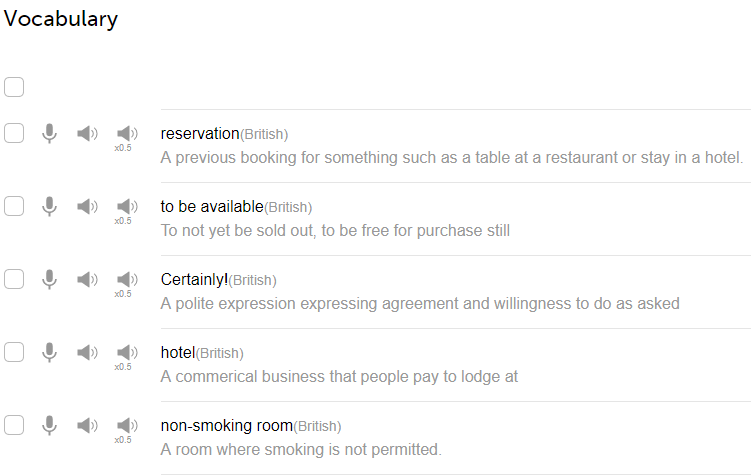 Vocabulary
reservation(British)
x0.5
A previous booking for something such as a table at a restaurant or stay in a hotel.
to be available(British)
x0.5
To not yet be sold out, to be free for purchase still
Certainly!(British)
x0.5
A polite expression expressing agreement and willingness to do as asked
hotel(British)
x0.5
A commerical business that people pay to lodge at
non-smoking room(British)
x0.5
A room where smoking is not permitted.